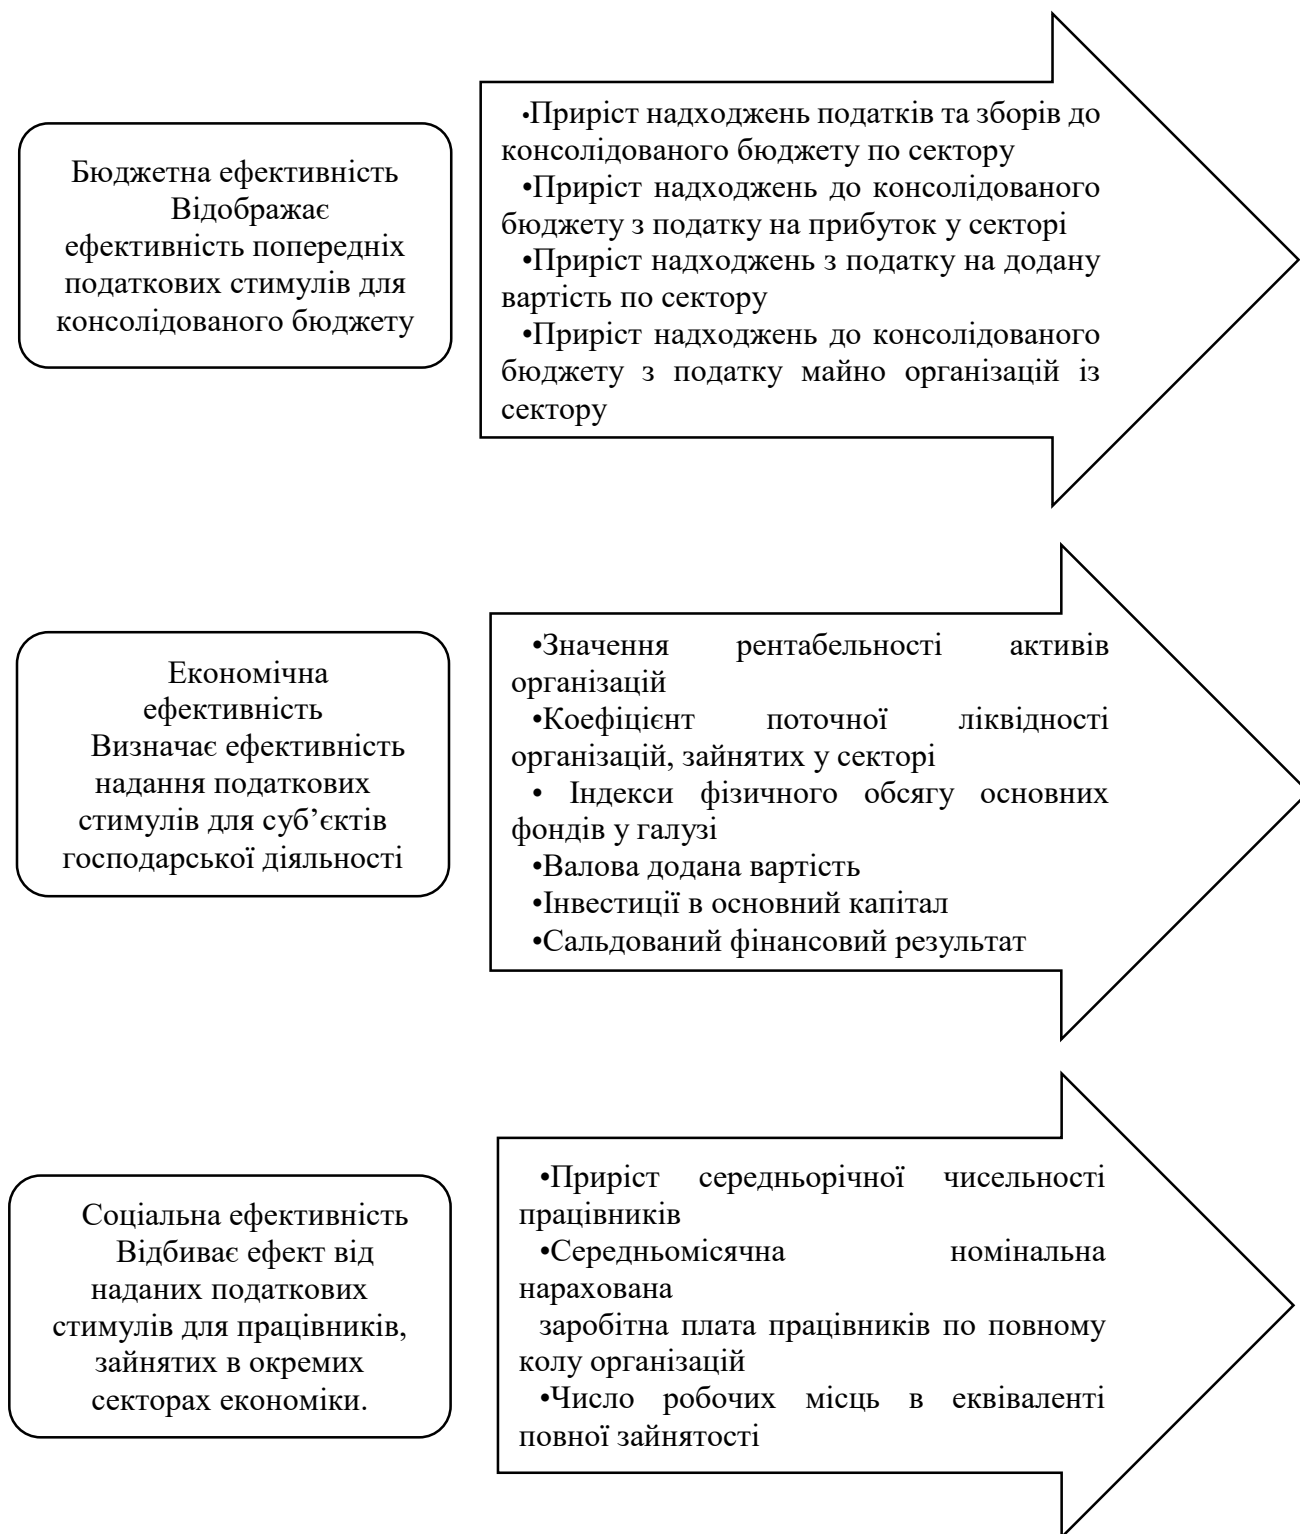 Бюджетна ефективність
Відображає
ефективність попередніх
податкових стимулів для
консолідованого бюджету
•Приріст надходжень податків та зборів до
консолідованого бюджету по сектору
•Приріст надходжень до консолідованого
бюджету з податку на прибуток у секторі
•Приріст надходжень з податку на додану
вартість по сектору
•Приріст надходжень до консолідованого
бюджету з податку майно організацій із
сектору
Економічна
ефективність
Визначає ефективність
надання податкових
стимулів для суб’єктів
господарської діяльності
•Значення рентабельності активів
організацій
•Коефіцієнт поточної ліквідності
організацій, зайнятих у секторі
• Індекси фізичного обсягу основних
фондів у галузі
•Валова додана вартість
•Інвестиції в основний капітал
•Сальдований фінансовий результат
Соціальна ефективність
Відбиває ефект від
наданих податкових
стимулів для працівників,
зайнятих в окремих
секторах економіки.
•Приріст середньорічної чисельності
працівників
•Середньомісячна номінальна
нарахована
заробітна плата працівників по повному
колу організацій
•Число робочих місць в еквіваленті
повної зайнятості